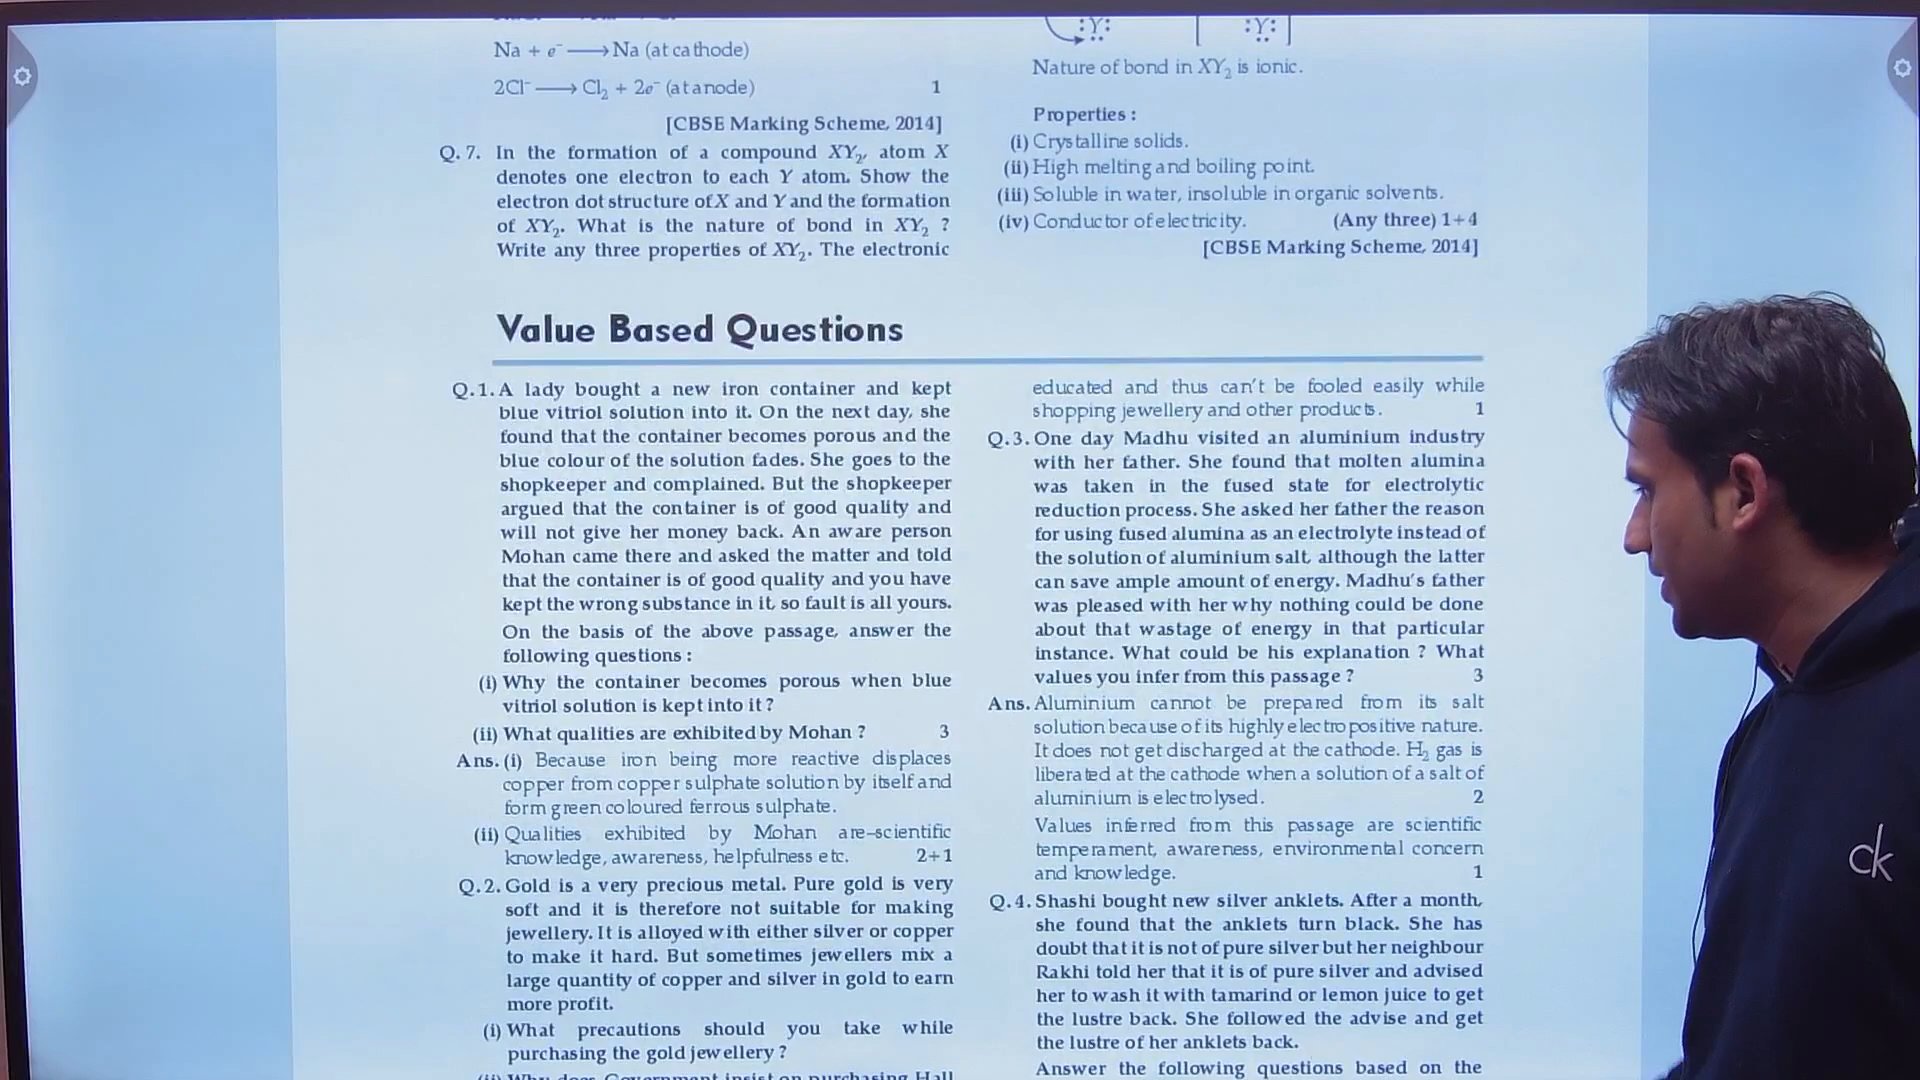 Na + e⁻ ⟶ Na (at cathode)
2Cl⁻ ⟶ Cl₂ + 2e⁻ (at anode) 1
[CBSE Marking Scheme, 2014]
Q. 7. In the formation of a compound XY₂, atom X
denotes one electron to each Y atom. Show the
electron dot structure of X and Y and the formation
of XY₂. What is the nature of bond in XY₂ ?
Write any three properties of XY₂. The electronic
:Y: :Y:
Nature of bond in XY₂ is ionic.
Properties :
(i) Crystalline solids.
(ii) High melting and boiling point.
(iii) Soluble in water, insoluble in organic solvents.
(iv) Conductor of electricity. (Any three) 1+4
[CBSE Marking Scheme, 2014]
Value Based Questions
Q. 1. A lady bought a new iron container and kept
blue vitriol solution into it. On the next day, she
found that the container becomes porous and the
blue colour of the solution fades. She goes to the
shopkeeper and complained. But the shopkeeper
argued that the container is of good quality and
will not give her money back. An aware person
Mohan came there and asked the matter and told
that the container is of good quality and you have
kept the wrong substance in it, so fault is all yours.
On the basis of the above passage, answer the
following questions :
(i) Why the container becomes porous when blue
vitriol solution is kept into it ?
(ii) What qualities are exhibited by Mohan ? 3
Ans. (i) Because iron being more reactive displaces
copper from copper sulphate solution by itself and
form green coloured ferrous sulphate.
(ii) Qualities exhibited by Mohan are–scientific
knowledge, awareness, helpfulness etc. 2+1
Q. 2. Gold is a very precious metal. Pure gold is very
soft and it is therefore not suitable for making
jewellery. It is alloyed with either silver or copper
to make it hard. But sometimes jewellers mix a
large quantity of copper and silver in gold to earn
more profit.
(i) What precautions should you take while
purchasing the gold jewellery ?
(ii) Why does Government insist on purchasing Hall
educated and thus can't be fooled easily while
shopping jewellery and other products. 1
Q. 3. One day Madhu visited an aluminium industry
with her father. She found that molten alumina
was taken in the fused state for electrolytic
reduction process. She asked her father the reason
for using fused alumina as an electrolyte instead of
the solution of aluminium salt, although the latter
can save ample amount of energy. Madhu's father
was pleased with her why nothing could be done
about that wastage of energy in that particular
instance. What could be his explanation ? What
values you infer from this passage ? 3
Ans. Aluminium cannot be prepared from its salt
solution because of its highly electropositive nature.
It does not get discharged at the cathode. H₂ gas is
liberated at the cathode when a solution of a salt of
aluminium is electrolysed. 2
Values inferred from this passage are scientific
temperament, awareness, environmental concern
and knowledge. 1
Q. 4. Shashi bought new silver anklets. After a month,
she found that the anklets turn black. She has
doubt that it is not of pure silver but her neighbour
Rakhi told her that it is of pure silver and advised
her to wash it with tamarind or lemon juice to get
the lustre back. She followed the advise and get
the lustre of her anklets back.
Answer the following questions based on the
ck